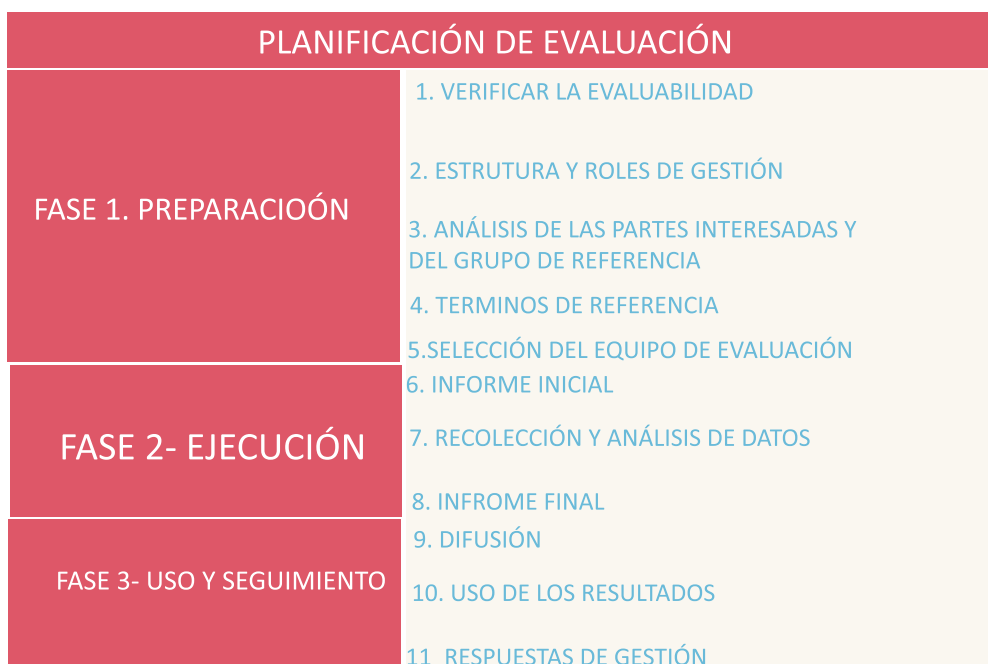 PLANIFICACIÓN DE EVALUACIÓN
FASE 1. PREPARACIOÓN
1. VERIFICAR LA EVALUABILIDAD
2. ESTRUTURA Y ROLES DE GESTIÓN
3. ANÁLISIS DE LAS PARTES INTERESADAS Y
DEL GRUPO DE REFERENCIA
4. TERMINOS DE REFERENCIA
5.SELECCIÓN DEL EQUIPO DE EVALUACIÓN
FASE 2- EJECUCIÓN
6. INFORME INICIAL
7. RECOLECCIÓN Y ANÁLISIS DE DATOS
8. INFROME FINAL
FASE 3- USO Y SEGUIMIENTO
9. DIFUSIÓN
10. USO DE LOS RESULTADOS
11 RESPUESTAS DE GESTIÓN